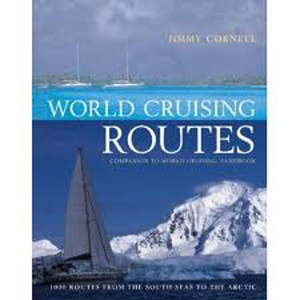 JIMMY CORNELL
WORLD CRUISING
ROUTES
COMPANION TO WORLD CRUISING HANDBOOK
1000 ROUTES FROM THE SOUTH SEAS TO THE ARCTIC